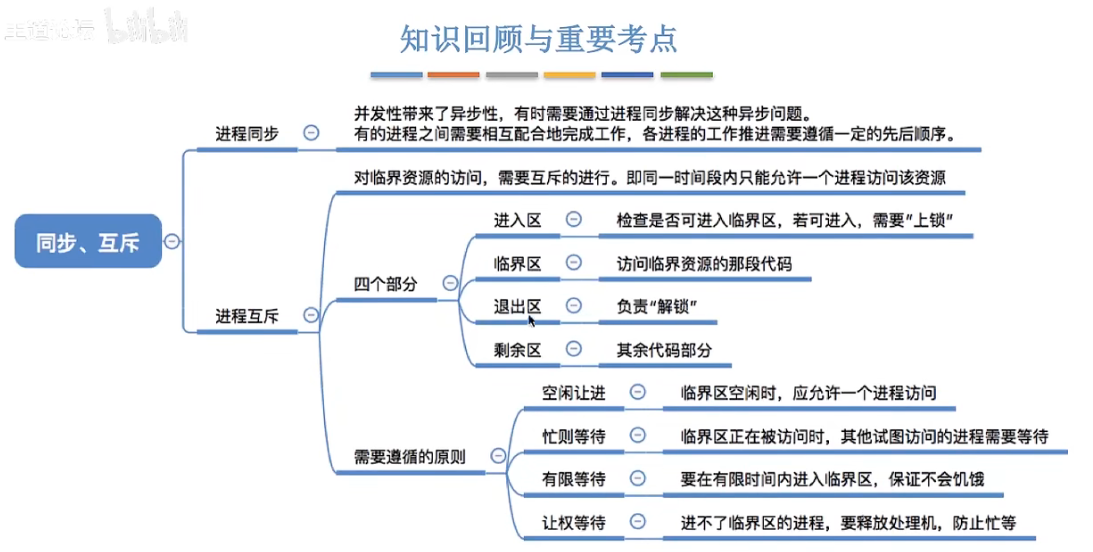 王道论坛 bilibili
知识回顾与重要考点
同步、互斥
进程同步
并发性带来了异步性，有时需要通过进程同步解决这种异步问题。
有的进程之间需要相互配合地完成工作，各进程的工作推进需要遵循一定的先后顺序。
进程互斥
对临界资源的访问，需要互斥的进行。即同一时间段内只能允许一个进程访问该资源
四个部分
进入区
检查是否可进入临界区，若可进入，需要“上锁”
临界区
访问临界资源的那段代码
退出区
负责“解锁”
剩余区
其余代码部分
需要遵循的原则
空闲让进
临界区空闲时，应允许一个进程访问
忙则等待
临界区正在被访问时，其他试图访问的进程需要等待
有限等待
要在有限时间内进入临界区，保证不会饥饿
让权等待
进不了临界区的进程，要释放处理机，防止忙等